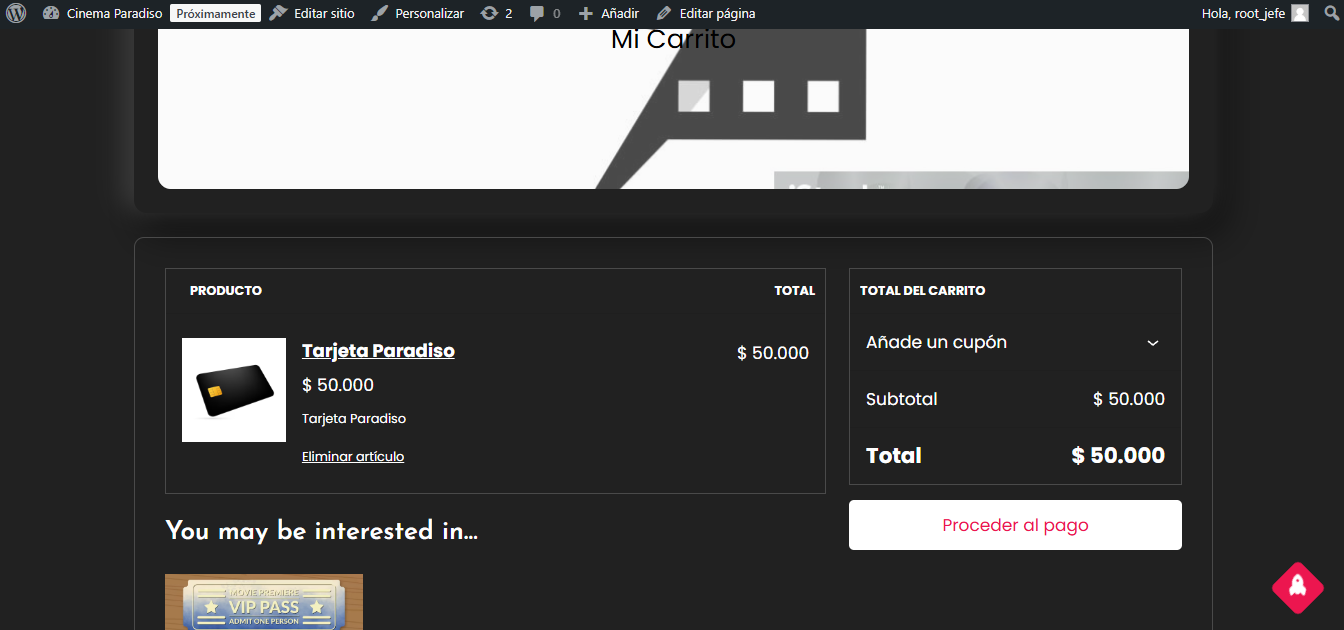 Cinema Paradiso Próximamente Editar sitio Personalizar 2 0 Añadir Editar página Hola, root_jefe
Mi Carrito
PRODUCTO TOTAL
Tarjeta Paradiso $ 50.000
$ 50.000
Tarjeta Paradiso
Eliminar artículo
TOTAL DEL CARRITO
Añade un cupón
Subtotal $ 50.000
Total $ 50.000
Proceder al pago
You may be interested in...
MOVIE PREMIERE
VIP PASS
ADMIT ONE PERSON